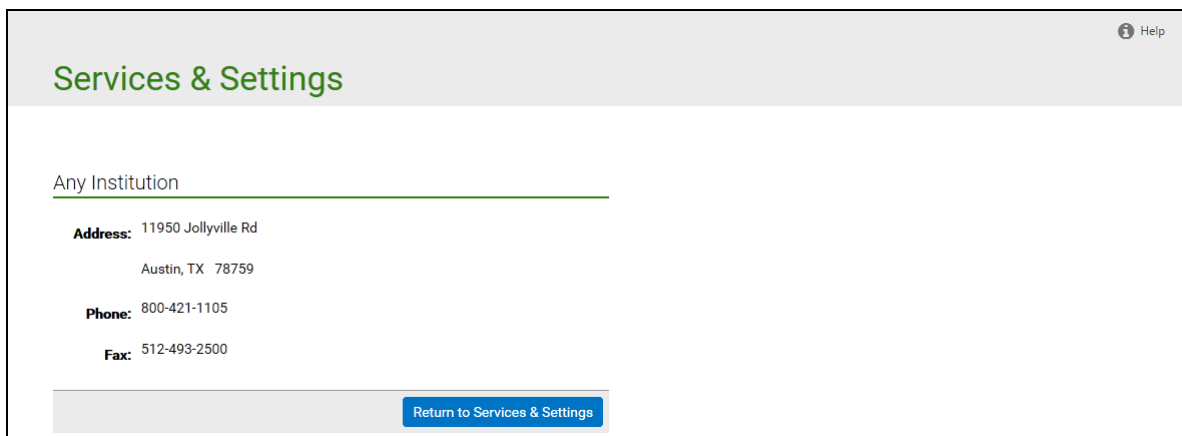 Help
Services & Settings
Any Institution
Address: 11950 Jollyville Rd
Austin, TX 78759
Phone: 800-421-1105
Fax: 512-493-2500
Return to Services & Settings